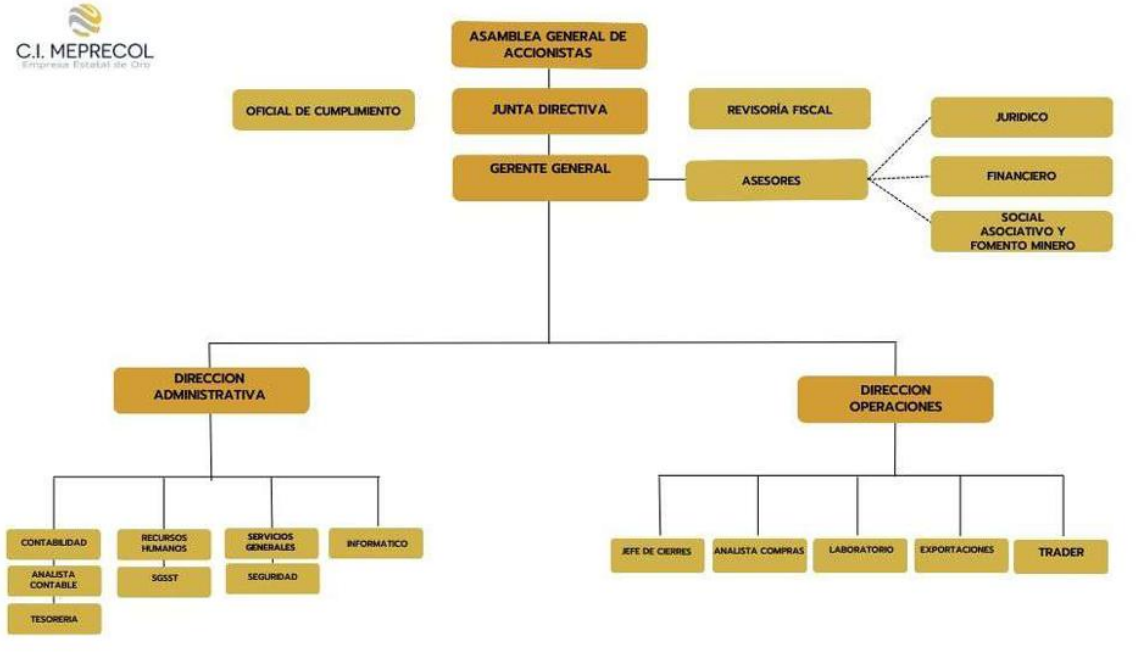 C.I. MEPRECOL
Empresa Estatal de Oro
ASAMBLEA GENERAL DE
ACCIONISTAS
OFICIAL DE CUMPLIMIENTO
JUNTA DIRECTIVA
REVISORÍA FISCAL
JURIDICO
GERENTE GENERAL
ASESORES
FINANCIERO
SOCIAL
ASOCIATIVO Y
FOMENTO MINERO
DIRECCION
ADMINISTRATIVA
DIRECCION
OPERACIONES
CONTABILIDAD
RECURSOS
HUMANOS
SERVICIOS
GENERALES
INFORMATICO
ANALISTA
CONTABLE
SGSST
SEGURIDAD
TESORERIA
JEFE DE CIERRES
ANALISTA COMPRAS
LABORATORIO
EXPORTACIONES
TRADER